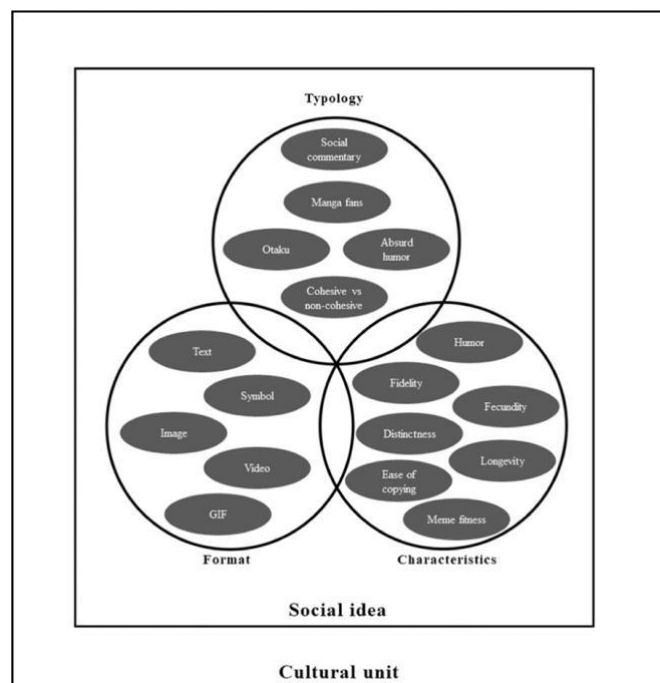 Typology
Social
commentary
Manga fans
Otaku
Absurd
humor
Cohesive vs
non-cohesive
Text
Symbol
Image
Video
GIF
Format
Humor
Fidelity
Fecundity
Distinctness
Longevity
Ease of
copying
Meme fitness
Characteristics
Social idea
Cultural unit